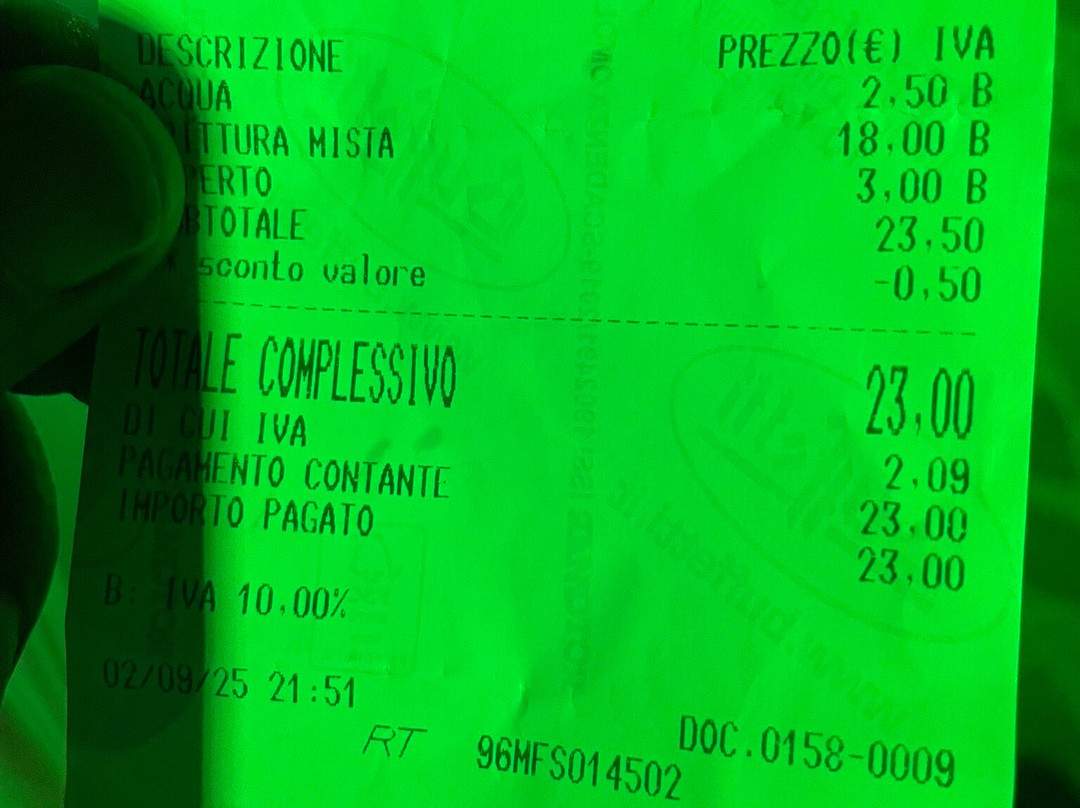 DESCRIZIONE PREZZO(€) IVA
ACQUA 2,50 B
ITTURA MISTA 18,00 B
PERTO 3,00 B
BTOTALE 23,50
sconto valore -0,50
TOTALE COMPLESSIVO 23,00
DI CUI IVA 2,09
PAGAMENTO CONTANTE 23,00
IMPORTO PAGATO 23,00
B: IVA 10,00%
02/09/25 21:51
DOC.0158-0009
RT 96MFS014502